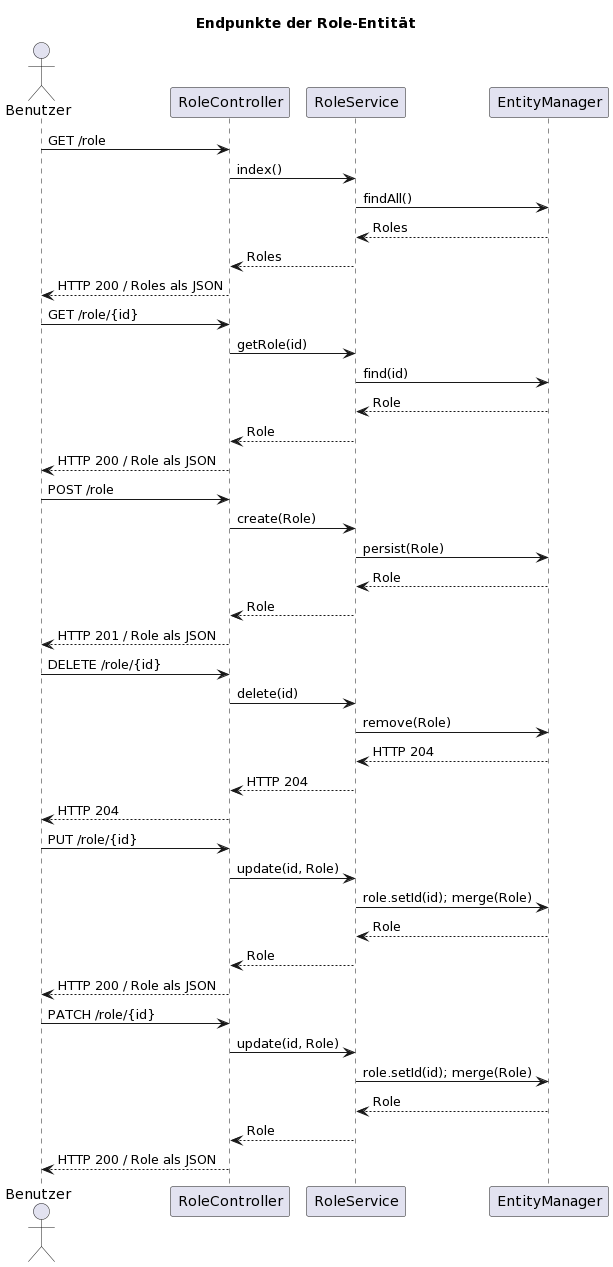 Endpunkte der Role-Entität
Benutzer
RoleController
RoleService
EntityManager
GET /role
index()
findAll()
Roles
Roles
HTTP 200 / Roles als JSON
GET /role/{id}
getRole(id)
find(id)
Role
Role
HTTP 200 / Role als JSON
POST /role
create(Role)
persist(Role)
Role
Role
HTTP 201 / Role als JSON
DELETE /role/{id}
delete(id)
remove(Role)
HTTP 204
HTTP 204
HTTP 204
PUT /role/{id}
update(id, Role)
role.setId(id); merge(Role)
Role
Role
HTTP 200 / Role als JSON
PATCH /role/{id}
update(id, Role)
role.setId(id); merge(Role)
Role
Role
HTTP 200 / Role als JSON
Benutzer
RoleController
RoleService
EntityManager